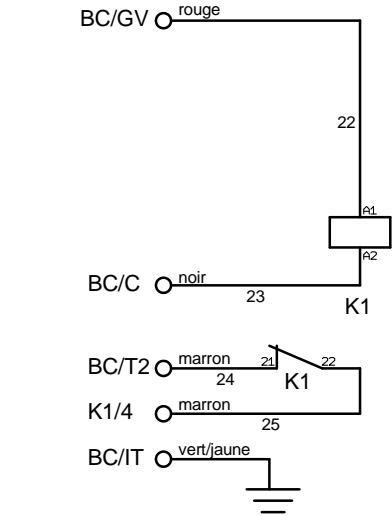 BC/GV rouge
22
A1
A2
BC/C noir
23
K1
BC/T2 marron 21 22
24 K1
K1/4 marron
25
BC/IT vert/jaune